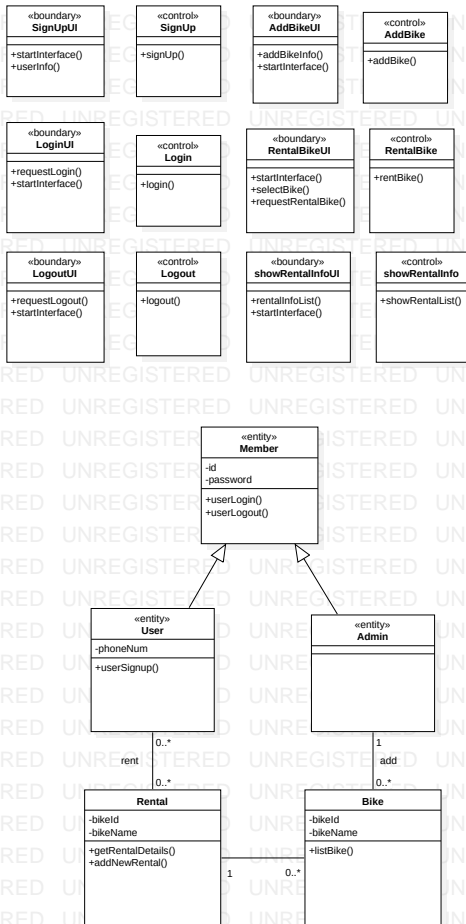 «boundary»
SignUpUI
+startInterface()
+userInfo()
«control»
SignUp
+signUp()
«boundary»
AddBikeUI
+addBikeInfo()
+startInterface()
«control»
AddBike
+addBike()
«boundary»
LoginUI
+requestLogin()
+startInterface()
«control»
Login
+login()
«boundary»
RentalBikeUI
+startInterface()
+selectBike()
+requestRentalBike()
«control»
RentalBike
+rentBike()
«boundary»
LogoutUI
+requestLogout()
+startInterface()
«control»
Logout
+logout()
«boundary»
showRentalInfoUI
+rentalInfoList()
+startInterface()
«control»
showRentalInfo
+showRentalList()
«entity»
Member
-id
-password
+userLogin()
+userLogout()
«entity»
User
-phoneNum
+userSignup()
«entity»
Admin
0..*
rent
0..*
1
add
0..*
Rental
-bikeId
-bikeName
+getRentalDetails()
+addNewRental()
1
0..*
Bike
-bikeId
-bikeName
+listBike()
UNREGISTERED